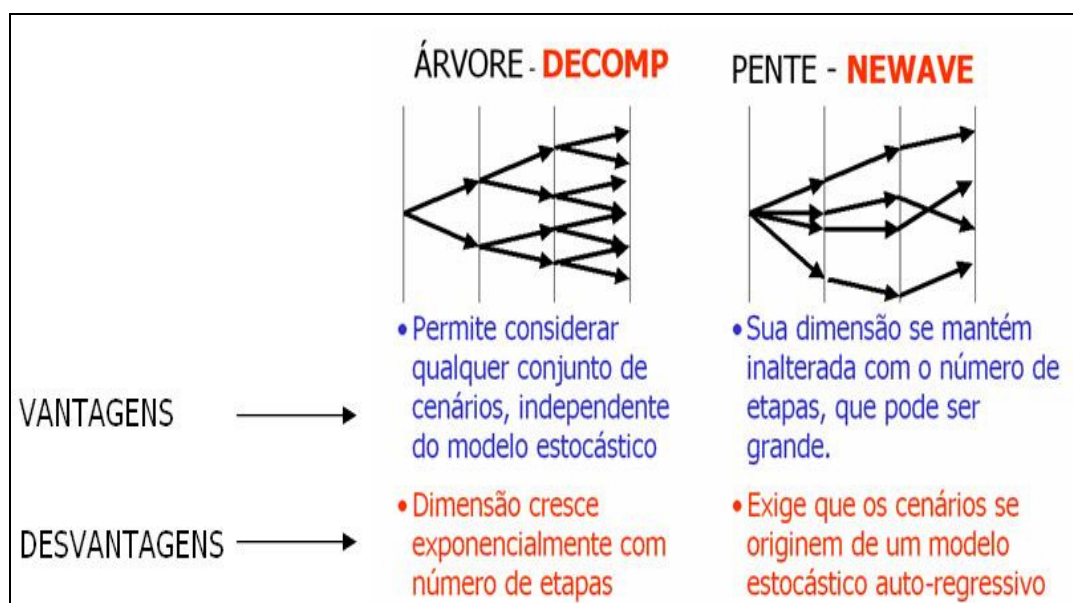 ÁRVORE - DECOMP
PENTE - NEWAVE
VANTAGENS
• Permite considerar
qualquer conjunto de
cenários, independente
do modelo estocástico
• Sua dimensão se mantém
inalterada com o número de
etapas, que pode ser
grande.
DESVANTAGENS
• Dimensão cresce
exponencialmente com
número de etapas
• Exige que os cenários se
originem de um modelo
estocástico auto-regressivo